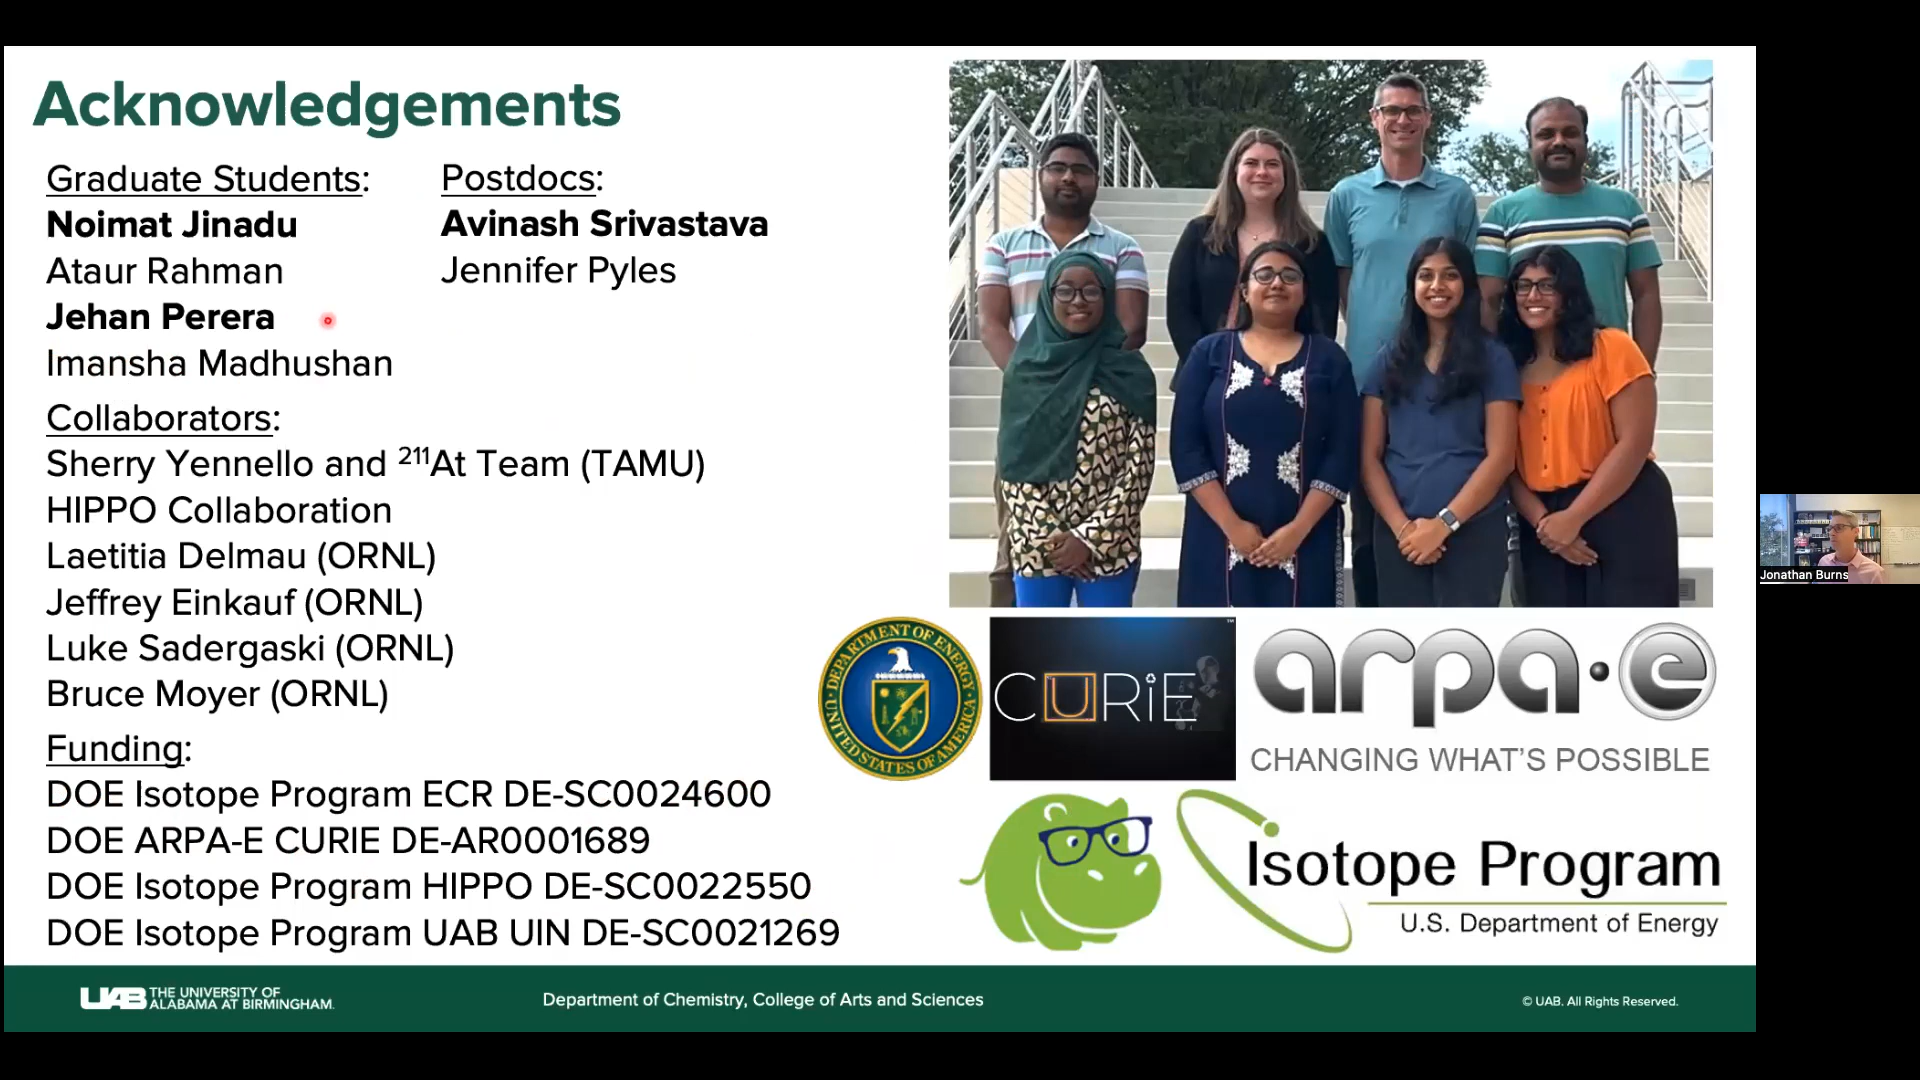 Acknowledgements
Graduate Students:
Noimat Jinadu
Ataur Rahman
Jehan Perera
Imansha Madhushan
Postdocs:
Avinash Srivastava
Jennifer Pyles
Collaborators:
Sherry Yennello and ²¹¹At Team (TAMU)
HIPPO Collaboration
Laetitia Delmau (ORNL)
Jeffrey Einkauf (ORNL)
Luke Sadergaski (ORNL)
Bruce Moyer (ORNL)
Funding:
DOE Isotope Program ECR DE-SC0024600
DOE ARPA-E CURIE DE-AR0001689
DOE Isotope Program HIPPO DE-SC0022550
DOE Isotope Program UAB UIN DE-SC0021269
DEPARTMENT OF ENERGY
UNITED STATES OF AMERICA
CURiE
™
arpa·e
CHANGING WHAT'S POSSIBLE
Isotope Program
U.S. Department of Energy
Jonathan Burns
UAB THE UNIVERSITY OF
ALABAMA AT BIRMINGHAM.
Department of Chemistry, College of Arts and Sciences
© UAB. All Rights Reserved.